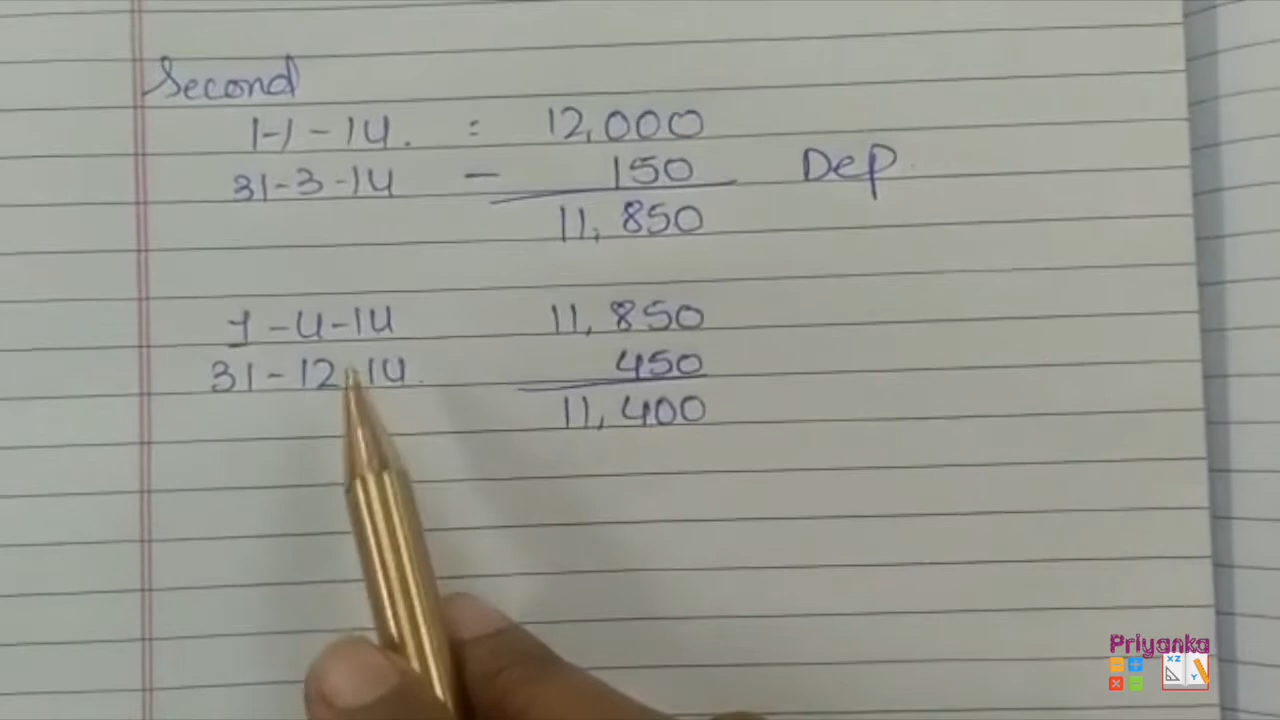 Second
1-1-14. : 12,000
31-3-14 - 150 Dep.
11,850
1-4-14 11,850
31-12-14. 450
11,400
Priyanka
XZ
Y